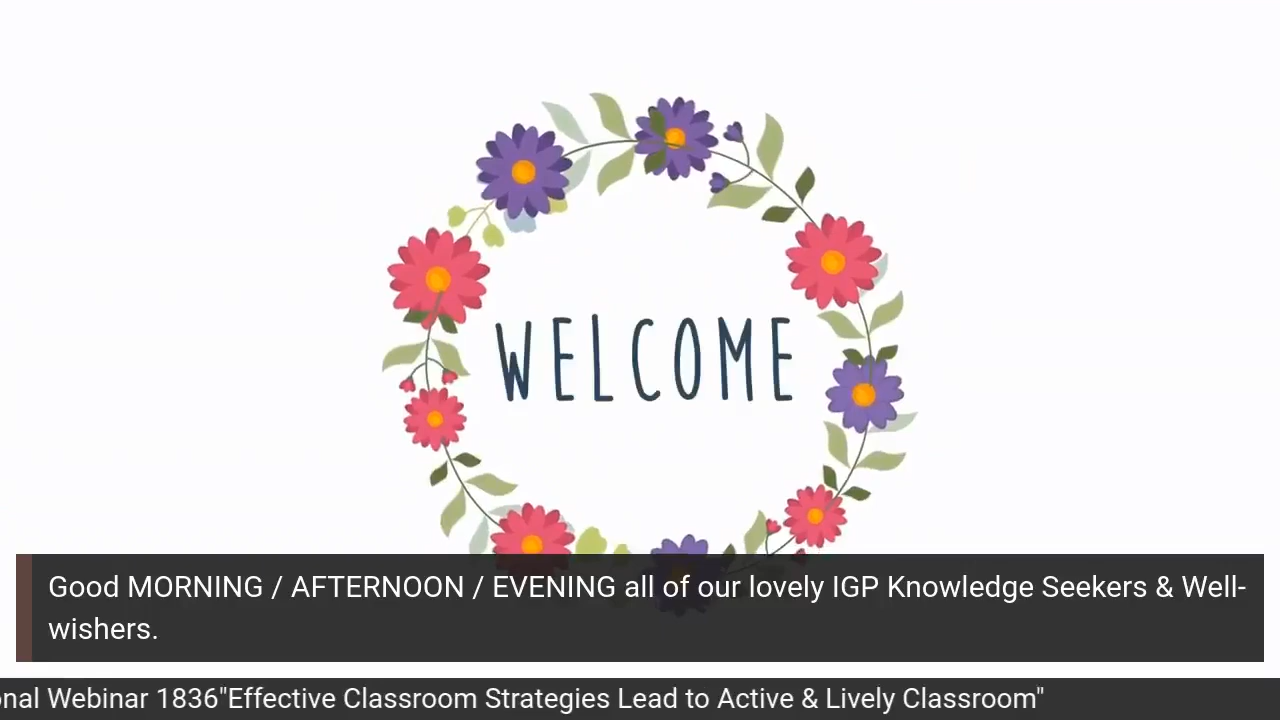 WELCOME
Good MORNING / AFTERNOON / EVENING all of our lovely IGP Knowledge Seekers & Well-
wishers.
Webinar 1836"Effective Classroom Strategies Lead to Active & Lively Classroom"